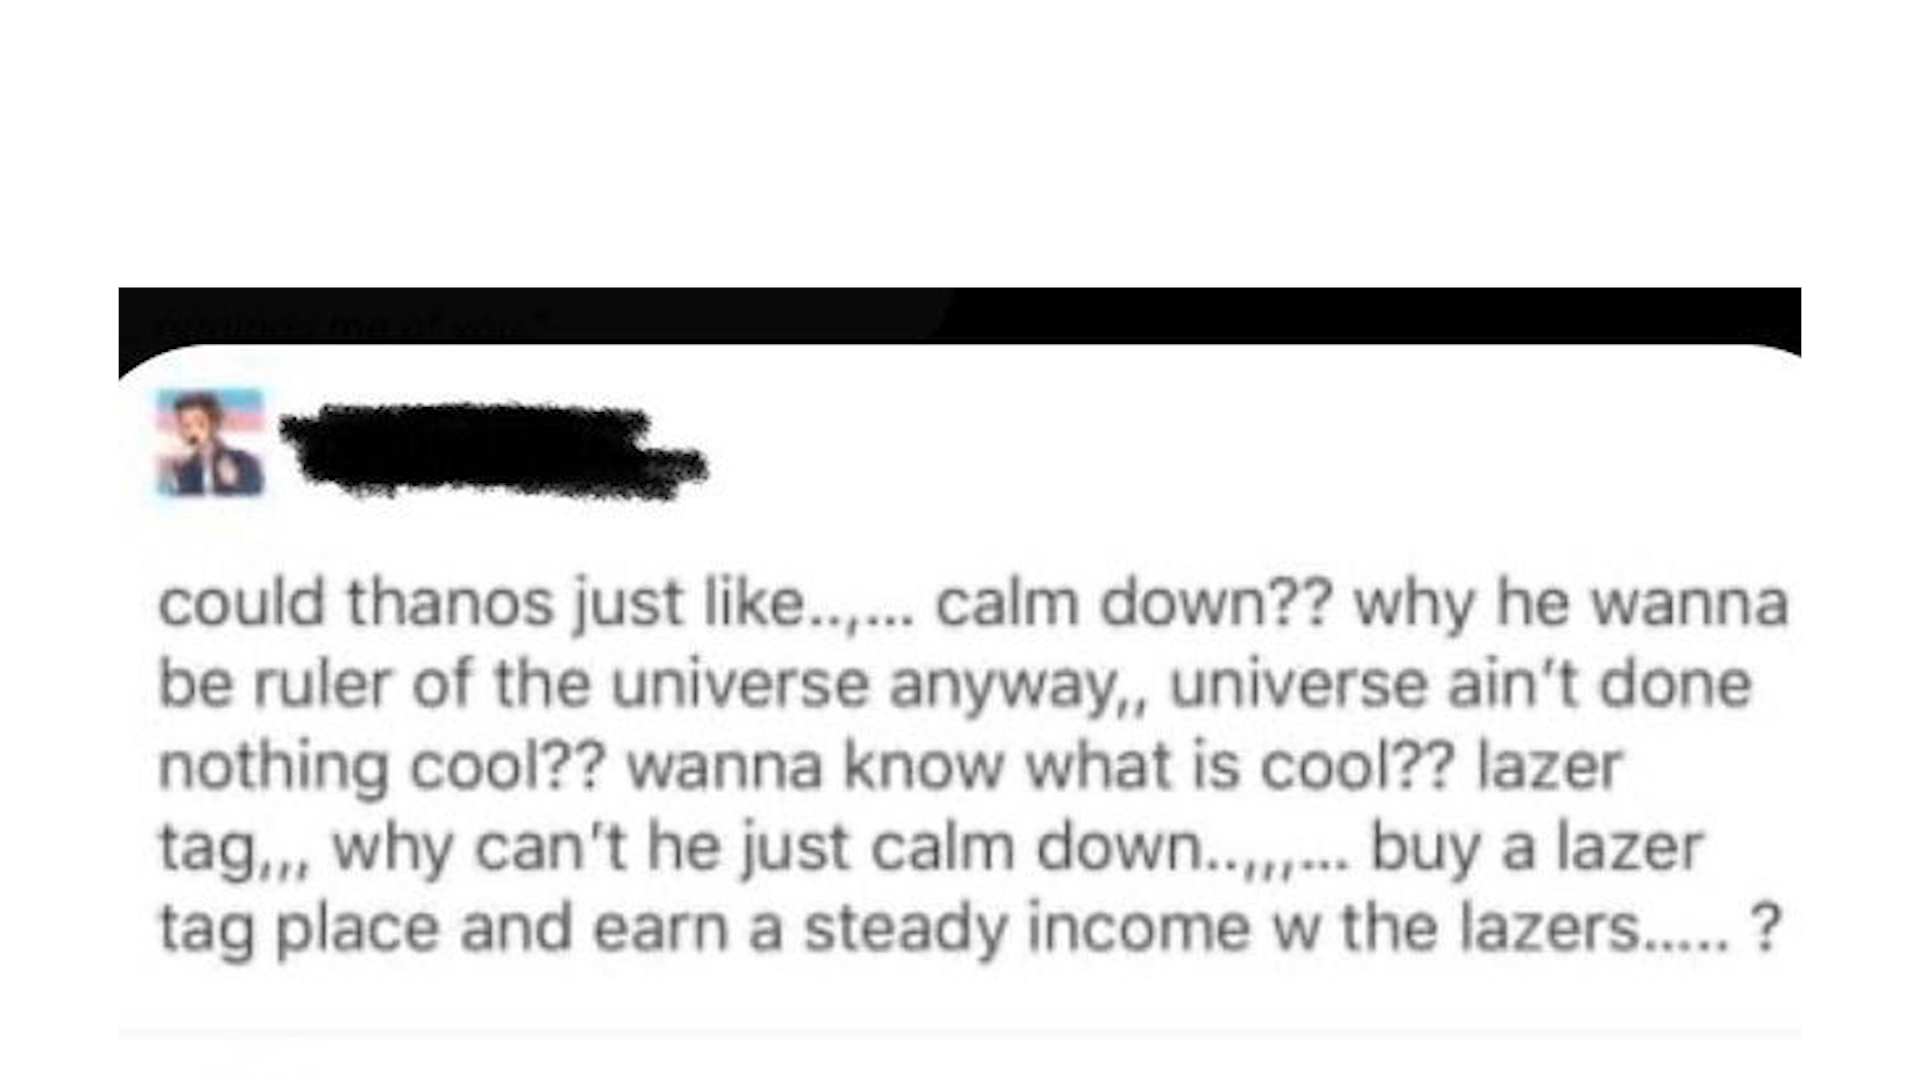 could thanos just like..,... calm down?? why he wanna
be ruler of the universe anyway,, universe ain't done
nothing cool?? wanna know what is cool?? lazer
tag,,, why can't he just calm down..,,,... buy a lazer
tag place and earn a steady income w the lazers..... ?